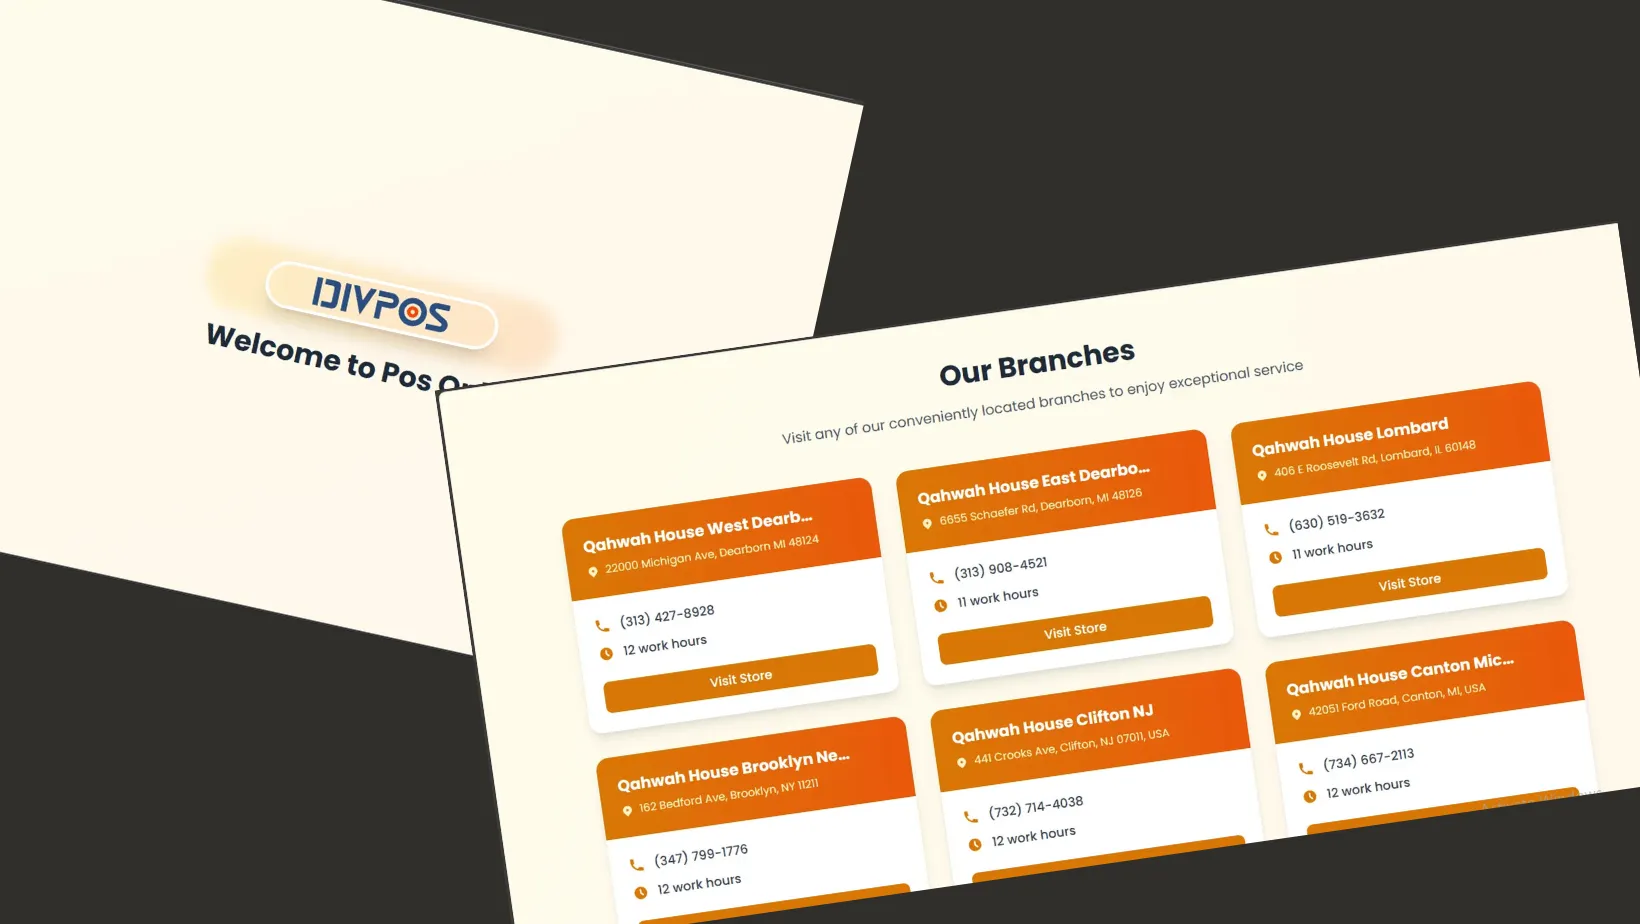 DIVPOS
Welcome to Pos
Our Branches
Visit any of our conveniently located branches to enjoy exceptional service
Qahwah House West Dearb...
22000 Michigan Ave, Dearborn MI 48124
(313) 427-8928
12 work hours
Visit Store
Qahwah House East Dearbo...
6655 Schaefer Rd, Dearborn, MI 48126
(313) 908-4521
11 work hours
Visit Store
Qahwah House Lombard
406 E Roosevelt Rd, Lombard, IL 60148
(630) 519-3632
11 work hours
Visit Store
Qahwah House Brooklyn Ne...
162 Bedford Ave, Brooklyn, NY 11211
(347) 799-1776
12 work hours
Qahwah House Clifton NJ
441 Crooks Ave, Clifton, NJ 07011, USA
(732) 714-4038
12 work hours
Qahwah House Canton Mic...
42051 Ford Road, Canton, MI, USA
(734) 667-2113
12 work hours